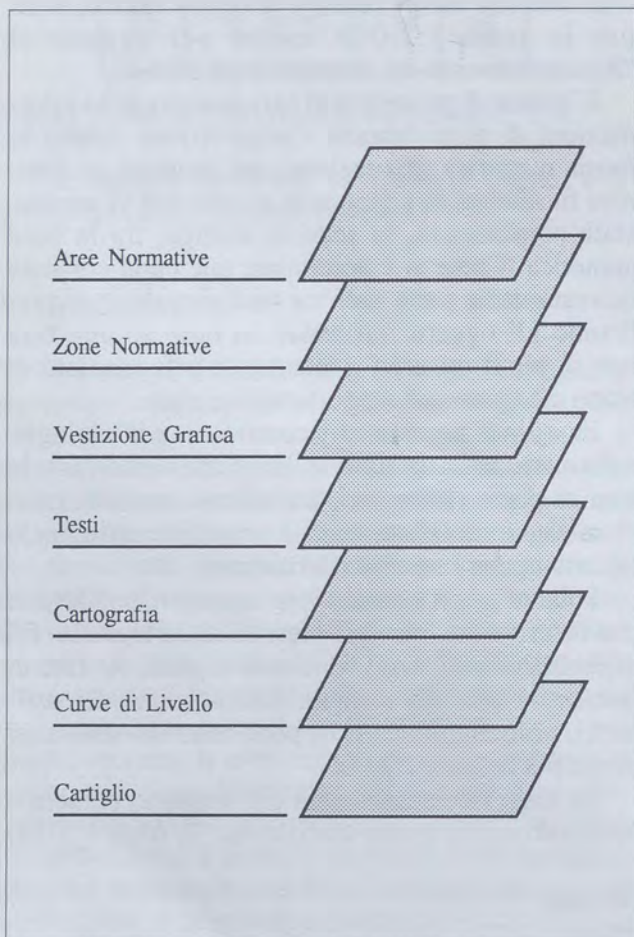 Aree Normative
Zone Normative
Vestizione Grafica
Testi
Cartografia
Curve di Livello
Cartiglio